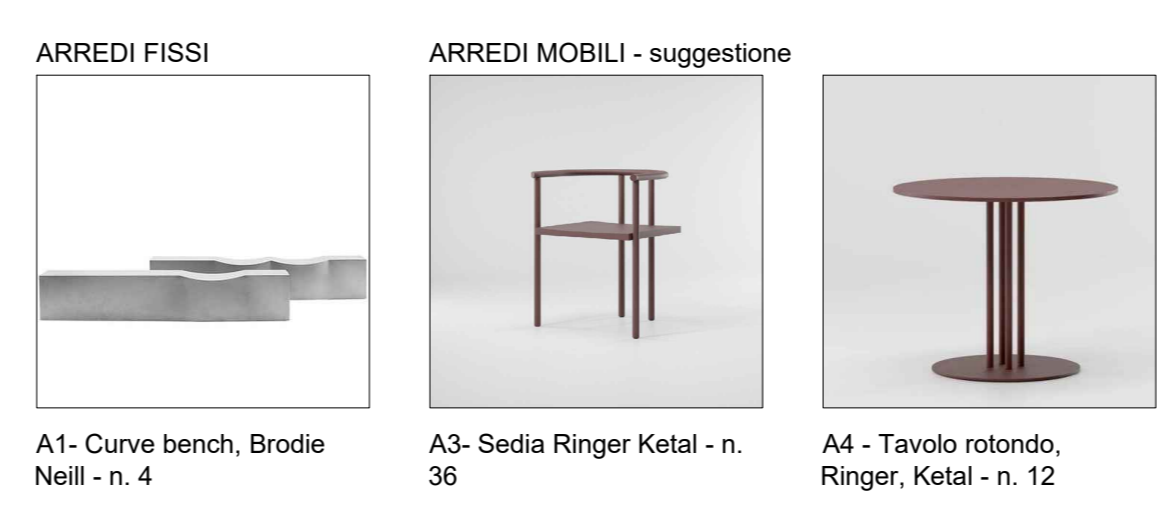 ARREDI FISSI
ARREDI MOBILI - suggestione
A1- Curve bench, Brodie
Neill - n. 4
A3- Sedia Ringer Ketal - n.
36
A4 - Tavolo rotondo,
Ringer, Ketal - n. 12